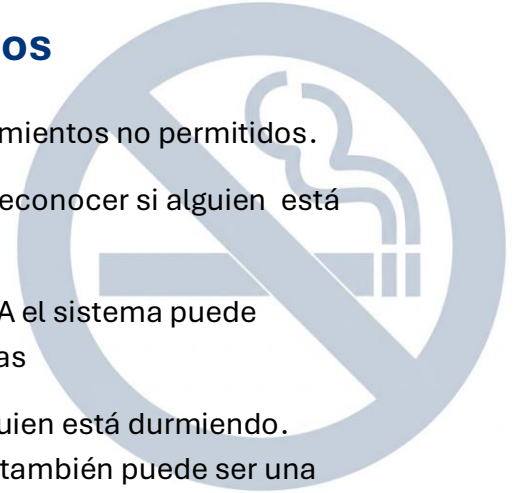 os
mientos no permitidos.
econocer si alguien está
A el sistema puede
as
uien está durmiendo.
también puede ser una